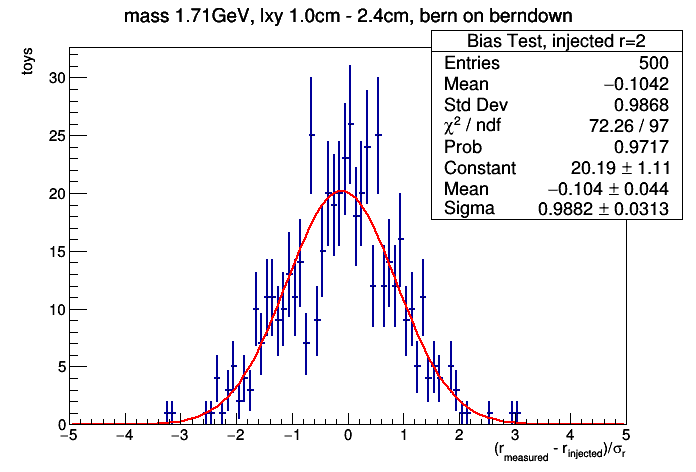 mass 1.71GeV, lxy 1.0cm - 2.4cm, bern on berndown
Bias Test, injected r=2
Entries 500
Mean −0.1042
Std Dev 0.9868
χ² / ndf 72.26 / 97
Prob 0.9717
Constant 20.19 ± 1.11
Mean −0.104 ± 0.044
Sigma 0.9882 ± 0.0313
toys
30
25
20
15
10
5
0
−5 −4 −3 −2 −1 0 1 2 3 4 5
(r_measured - r_injected)/σ_r